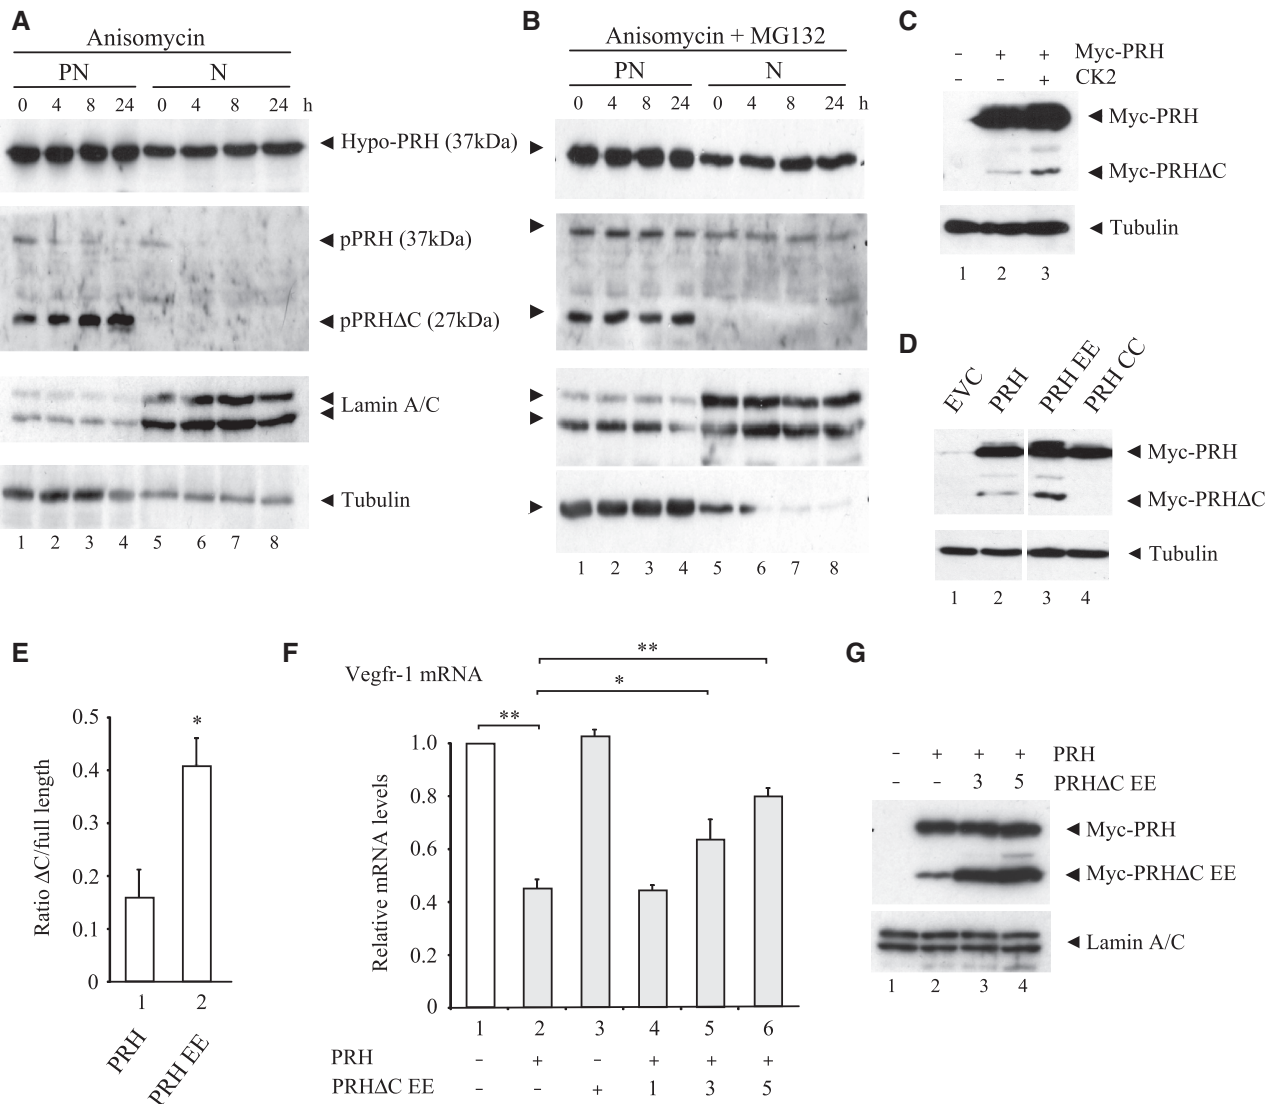 A
Anisomycin
PN N
0 4 8 24 0 4 8 24 h
Hypo-PRH (37kDa)
pPRH (37kDa)
pPRHΔC (27kDa)
Lamin A/C
Tubulin
1 2 3 4 5 6 7 8
B
Anisomycin + MG132
PN N
0 4 8 24 0 4 8 24 h
1 2 3 4 5 6 7 8
C
- + + Myc-PRH
- - + CK2
Myc-PRH
Myc-PRHΔC
Tubulin
1 2 3
D
EVC PRH PRH EE PRH CC
Myc-PRH
Myc-PRHΔC
Tubulin
1 2 3 4
E
Ratio ΔC/full length
0.5
0.4
0.3
0.2
0.1
0
*
1 2
PRH PRH EE
F
Vegfr-1 mRNA
**
*
**
Relative mRNA levels
1.0
0.8
0.6
0.4
0.2
0
1 2 3 4 5 6
PRH - + - + + +
PRHΔC EE - - + 1 3 5
G
- + + + PRH
- - 3 5 PRHΔC EE
Myc-PRH
Myc-PRHΔC EE
Lamin A/C
1 2 3 4